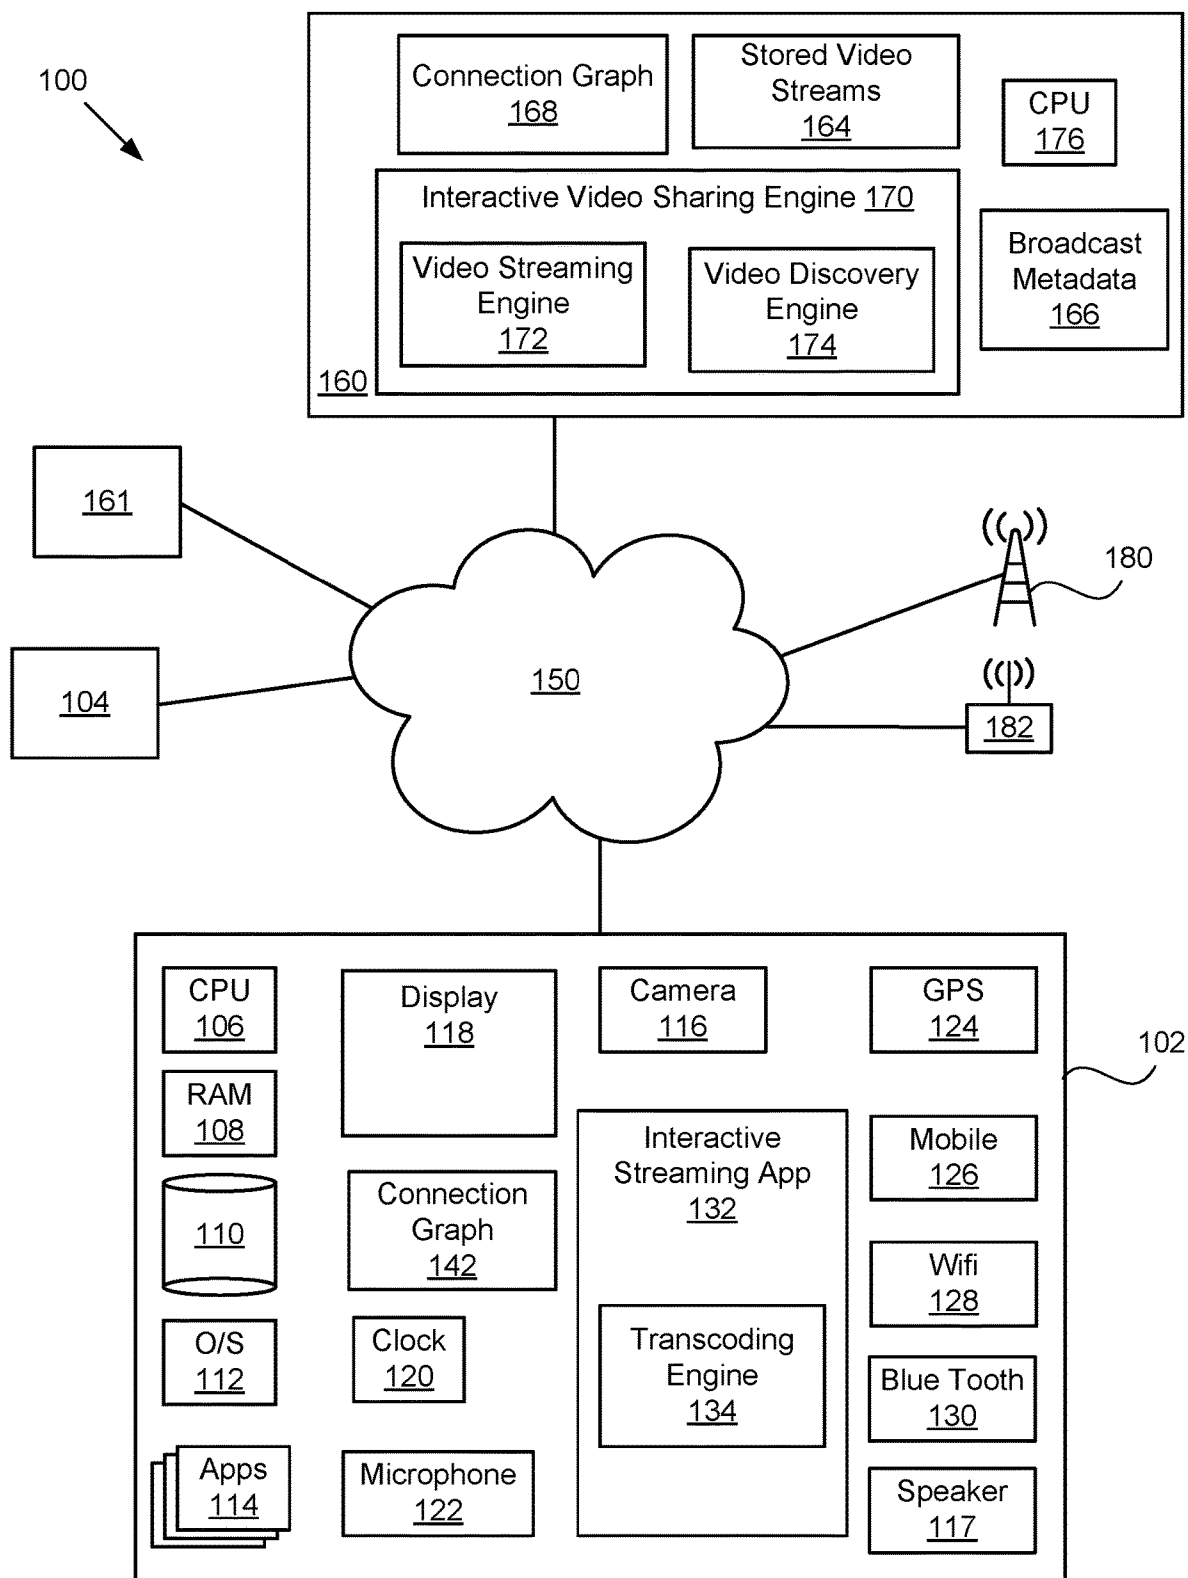 100
Connection Graph
168
Stored Video
Streams
164
CPU
176
Interactive Video Sharing Engine 170
Video Streaming
Engine
172
Video Discovery
Engine
174
Broadcast
Metadata
166
160
161
104
150
180
182
102
CPU
106
RAM
108
110
O/S
112
Apps
114
Display
118
Connection
Graph
142
Clock
120
Microphone
122
Camera
116
Interactive
Streaming App
132
Transcoding
Engine
134
GPS
124
Mobile
126
Wifi
128
Blue Tooth
130
Speaker
117